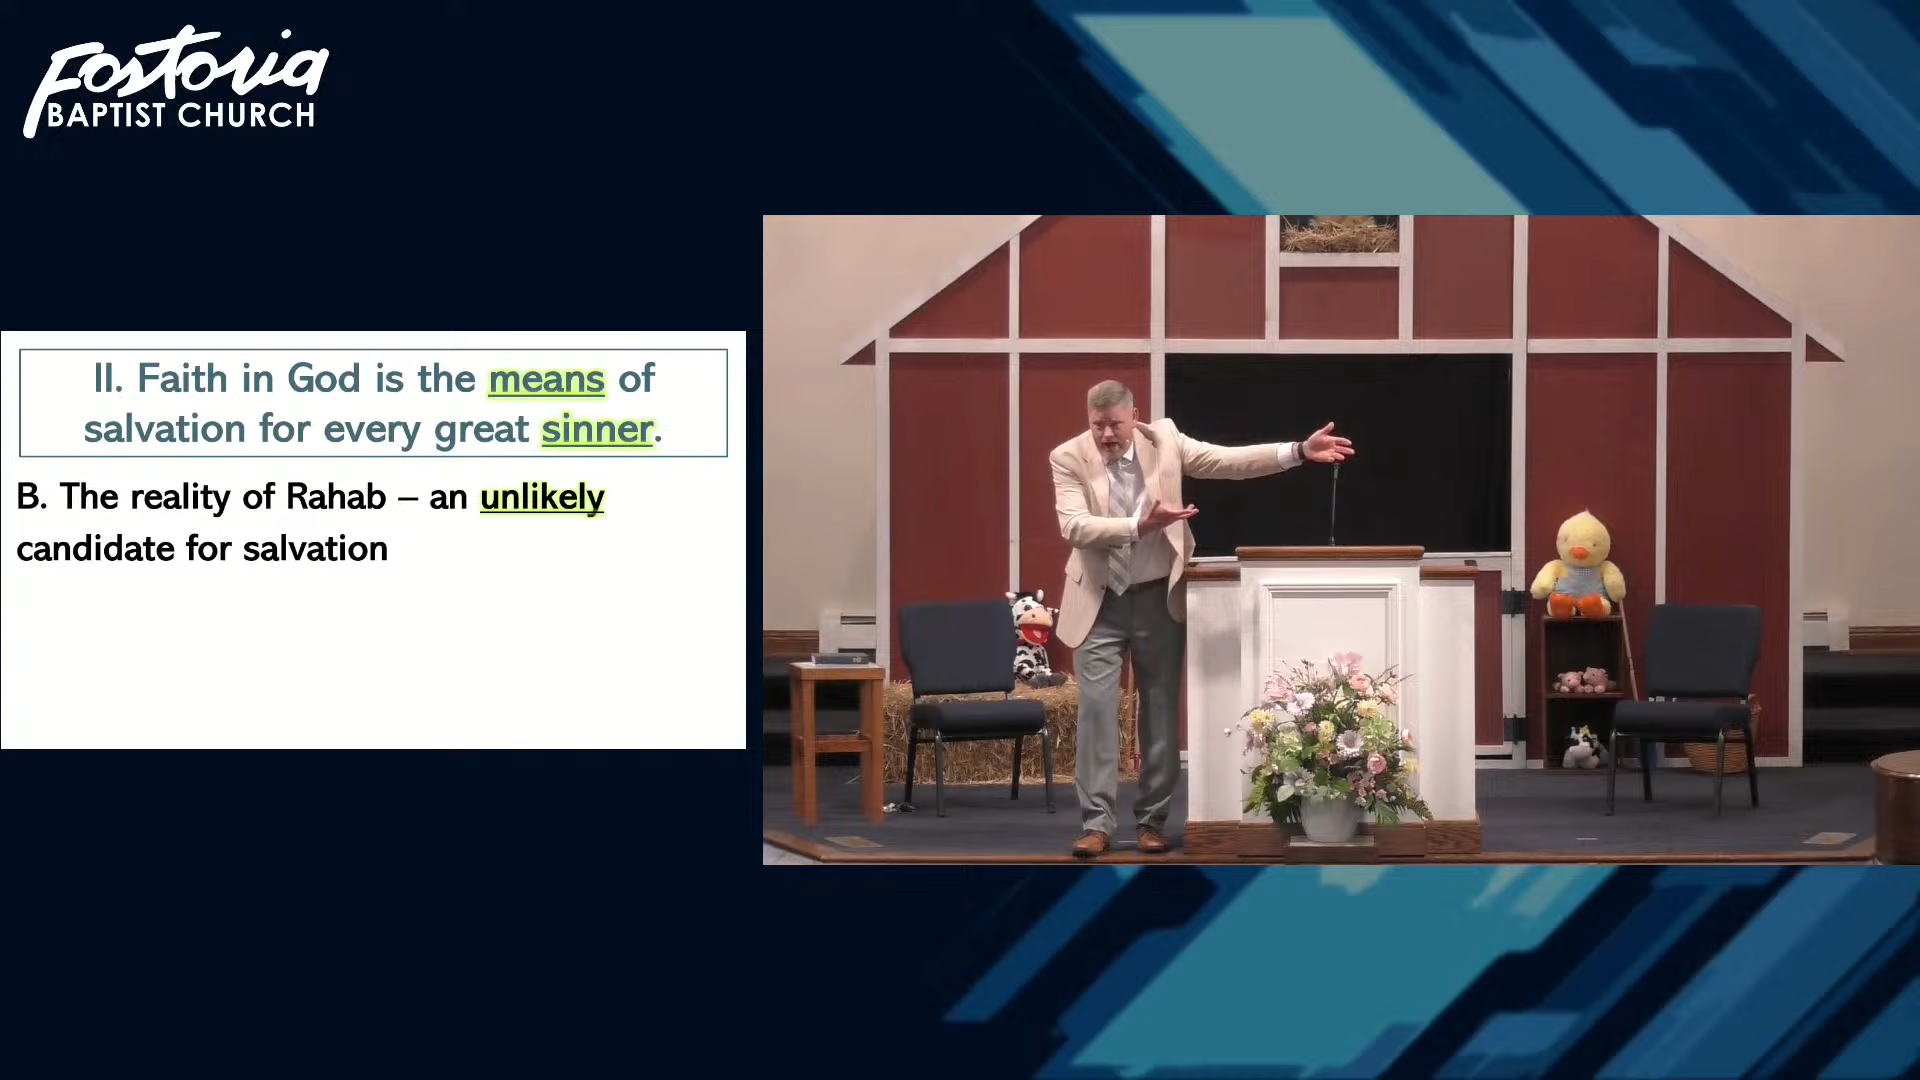 Fostoria
BAPTIST CHURCH
II. Faith in God is the means of
salvation for every great sinner.
B. The reality of Rahab – an unlikely
candidate for salvation